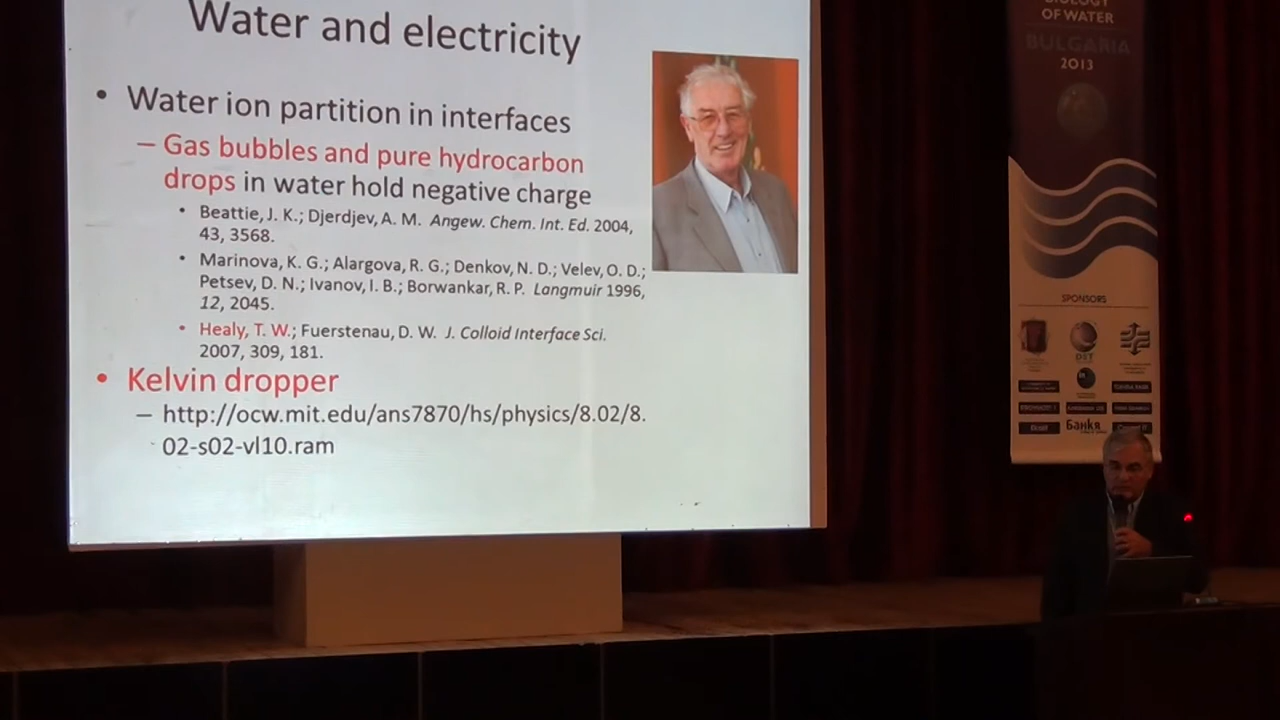 Water and electricity
• Water ion partition in interfaces
– Gas bubbles and pure hydrocarbon
drops in water hold negative charge
• Beattie, J. K.; Djerdjev, A. M. Angew. Chem. Int. Ed. 2004,
43, 3568.
• Marinova, K. G.; Alargova, R. G.; Denkov, N. D.; Velev, O. D.;
Petsev, D. N.; Ivanov, I. B.; Borwankar, R. P. Langmuir 1996,
12, 2045.
• Healy, T. W.; Fuerstenau, D. W. J. Colloid Interface Sci.
2007, 309, 181.
• Kelvin dropper
– http://ocw.mit.edu/ans7870/hs/physics/8.02/8.
02-s02-vl10.ram
BIOLOGY
OF WATER
BULGARIA
2013
SPONSORS
Банкя